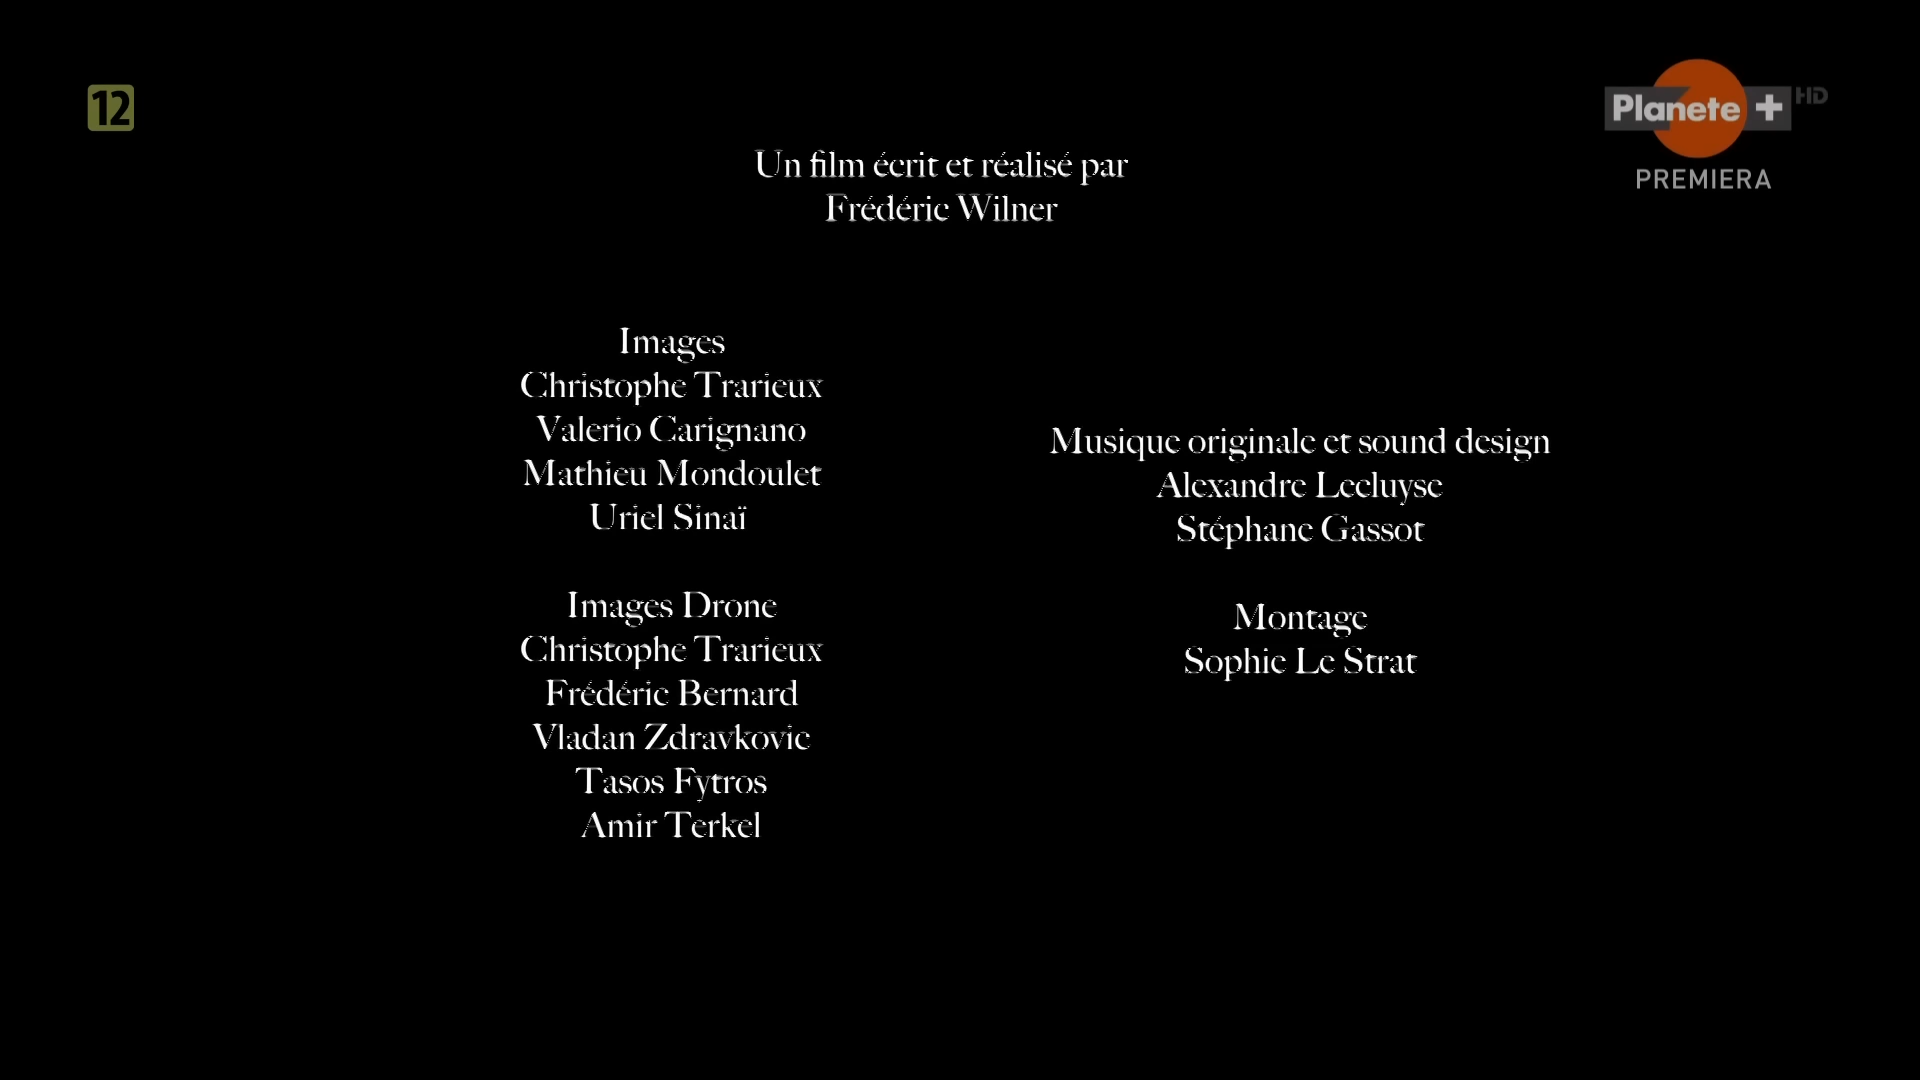 12
Planete +
HD
PREMIERA
Un film écrit et réalisé par
Frédéric Wilner
Images
Christophe Trarieux
Valerio Carignano
Mathieu Mondoulet
Uriel Sinaï
Images Drone
Christophe Trarieux
Frédéric Bernard
Vladan Zdravkovic
Tasos Fytros
Amir Terkel
Musique originale et sound design
Alexandre Lecluyse
Stéphane Gassot
Montage
Sophie Le Strat